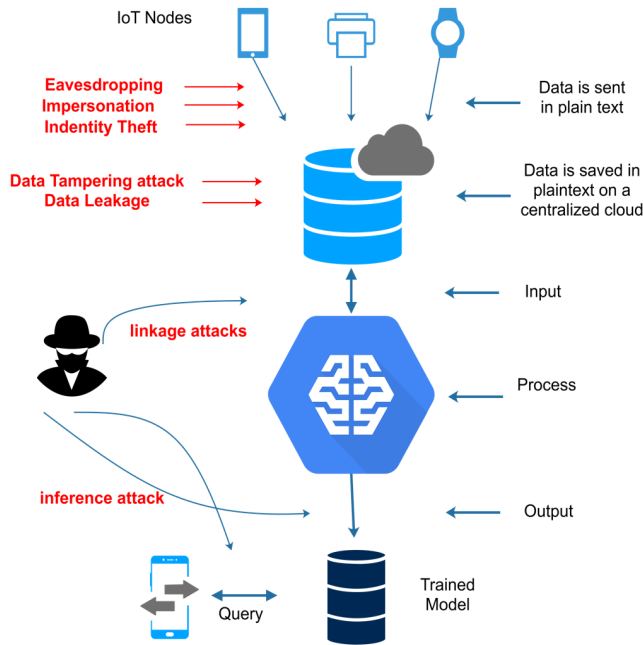 IoT Nodes
Eavesdropping
Impersonation
Indentity Theft
Data is sent
in plain text
Data Tampering attack
Data Leakage
Data is saved in
plaintext on a
centralized cloud
Input
linkage attacks
Process
inference attack
Output
Query
Trained
Model